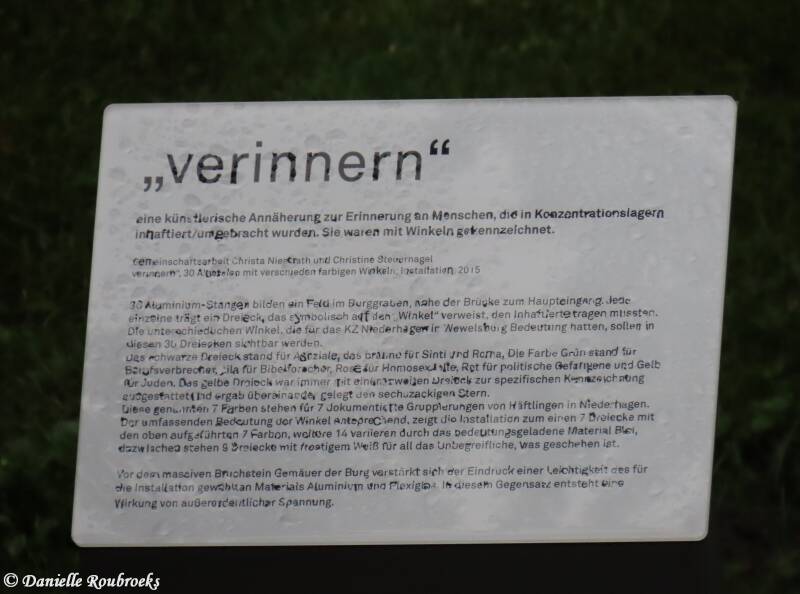 „verinnern“
eine künstlerische Annäherung zur Erinnerung an Menschen, die in Konzentrationslagern
inhaftiert/umgebracht wurden. Sie waren mit Winkeln gekennzeichnet.
Gemeinschaftsarbeit Christa Niestrath und Christine Steuernagel
verinnern", 30 Alustelen mit verschieden farbigen Winkeln, Installation, 2015
30 Aluminium-Stangen bilden ein Feld im Burggraben, nahe der Brücke zum Haupteingang. Jede
einzelne trägt ein Dreieck, das symbolisch auf den „Winkel“ verweist, den Inhaftierte tragen mussten.
Die unterschiedlichen Winkel, die für das KZ Niederhagen in Wewelsburg Bedeutung hatten, sollen in
diesen 30 Dreiecken sichtbar werden.
Das schwarze Dreieck stand für Asoziale, das braune für Sinti und Roma, Die Farbe Grün stand für
Berufsverbrecher, Lila für Bibelforscher, Rosa für Homosexuelle, Rot für politische Gefangene und Gelb
für Juden. Das gelbe Dreieck war immer mit einem zweiten Dreieck zur spezifischen Kennzeichnung
ausgestattet und ergab übereinander gelegt den sechszackigen Stern.
Diese genannten 7 Farben stehen für 7 dokumentierte Gruppierungen von Häftlingen in Niederhagen.
Der umfassenden Bedeutung der Winkel entsprechend, zeigt die Installation zum einen 7 Dreiecke mit
den oben aufgeführten 7 Farben, weitere 14 variieren durch das bedeutungsgeladene Material Blei,
dazwischen stehen 9 Dreiecke mit frostigem Weiß für all das Unbegreifliche, was geschehen ist.
Vor dem massiven Bruchstein Gemäuer der Burg verstärkt sich der Eindruck einer Leichtigkeit des für
die Installation gewählten Materials Aluminium und Plexiglas. In diesem Gegensatz entsteht eine
Wirkung von außerordentlicher Spannung.
© Danielle Roubroeks